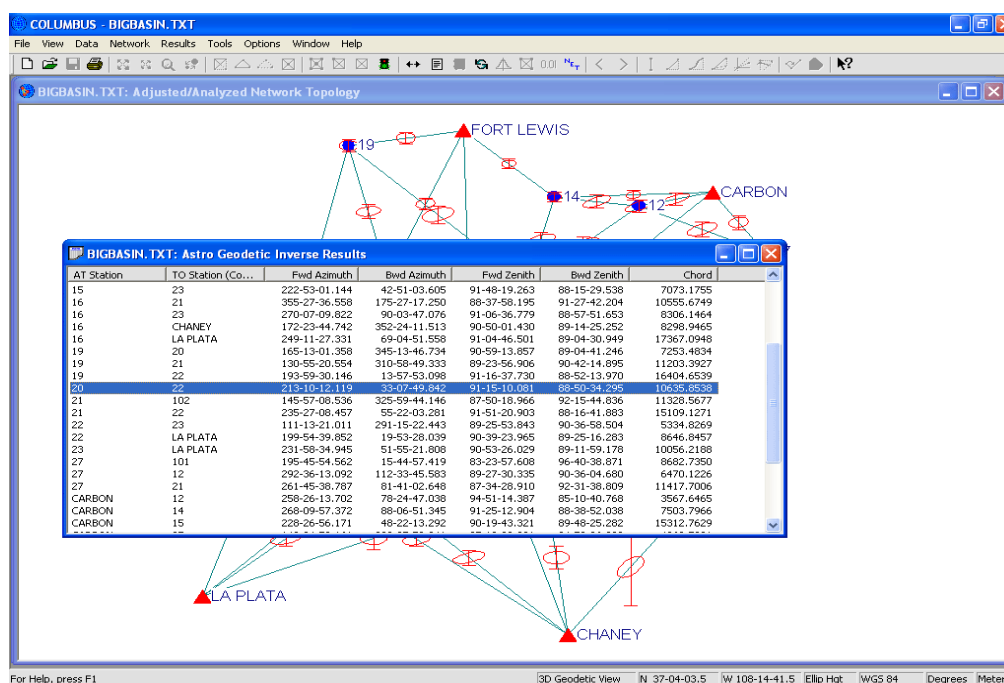 COLUMBUS - BIGBASIN.TXT
File View Data Network Results Tools Options Window Help
0.01
BIGBASIN.TXT: Adjusted/Analyzed Network Topology
FORT LEWIS
19
14
12
CARBON
BIGBASIN.TXT: Astro Geodetic Inverse Results
AT Station TO Station (Co... Fwd Azimuth Bwd Azimuth Fwd Zenith Bwd Zenith Chord
15 23 222-53-01.144 42-51-03.605 91-48-19.263 88-15-29.538 7073.1755
16 21 355-27-36.558 175-27-17.250 88-37-58.195 91-27-42.204 10555.6749
16 23 270-07-09.822 90-03-47.076 91-06-36.779 88-57-51.653 8306.1464
16 CHANEY 172-23-44.742 352-24-11.513 90-50-01.430 89-14-25.252 8298.9465
16 LA PLATA 249-11-27.331 69-04-51.558 91-04-46.501 89-04-30.949 17367.0948
19 20 165-13-01.358 345-13-46.734 90-59-13.857 89-04-41.246 7253.4834
19 21 130-55-20.554 310-58-49.333 89-23-56.906 90-42-14.895 11203.3927
19 22 193-59-30.146 13-57-53.098 91-16-37.730 88-52-13.970 16404.6539
20 22 213-10-12.119 33-07-49.842 91-15-10.081 88-50-34.295 10635.8538
21 102 145-57-08.536 325-59-44.146 87-50-18.966 92-15-44.836 11328.5677
21 22 235-27-08.457 55-22-03.281 91-51-20.903 88-16-41.883 15109.1271
22 23 111-13-21.011 291-15-22.443 89-25-53.843 90-36-58.504 5334.8269
22 LA PLATA 199-54-39.852 19-53-28.039 90-39-23.965 89-25-16.283 8646.8457
23 LA PLATA 231-58-34.945 51-55-21.808 90-53-26.029 89-11-59.178 10056.2188
27 101 195-45-54.562 15-44-57.419 83-23-57.608 96-40-38.871 8682.7350
27 12 292-36-13.092 112-33-45.583 89-27-30.335 90-36-04.680 6470.1226
27 21 261-45-38.787 81-41-02.648 87-34-28.910 92-31-38.809 11417.7006
CARBON 12 258-26-13.702 78-24-47.038 94-51-14.387 85-10-40.768 3567.6465
CARBON 14 268-09-57.372 88-06-51.345 91-25-12.904 88-38-52.038 7503.7966
CARBON 15 228-26-56.171 48-22-13.292 90-19-43.321 89-48-25.282 15312.7629
LA PLATA
CHANEY
For Help, press F1 3D Geodetic View N 37-04-03.5 W 108-14-41.5 Ellip Hgt WGS 84 Degrees Meter